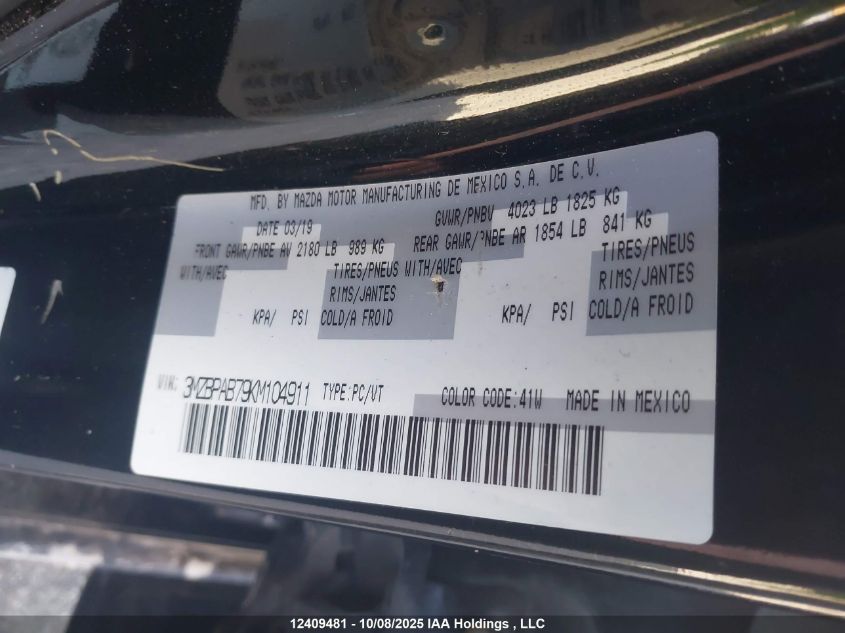 MFD. BY MAZDA MOTOR MANUFACTURING DE MEXICO S.A. DE C.V.
DATE 03/19 GVWR/PNBV 4023 LB 1825 KG
FRONT GAWR/PNBE AV 2180 LB 989 KG REAR GAWR/PNBE AR 1854 LB 841 KG
WITH/AVEC TIRES/PNEUS WITH/AVEC TIRES/PNEUS
RIMS/JANTES RIMS/JANTES
KPA/ PSI COLD/A FROID KPA/ PSI COLD/A FROID
VIN: 3MZBPAB79KM104911 TYPE:PC/VT COLOR CODE:41W MADE IN MEXICO
12409481 - 10/08/2025 IAA Holdings , LLC